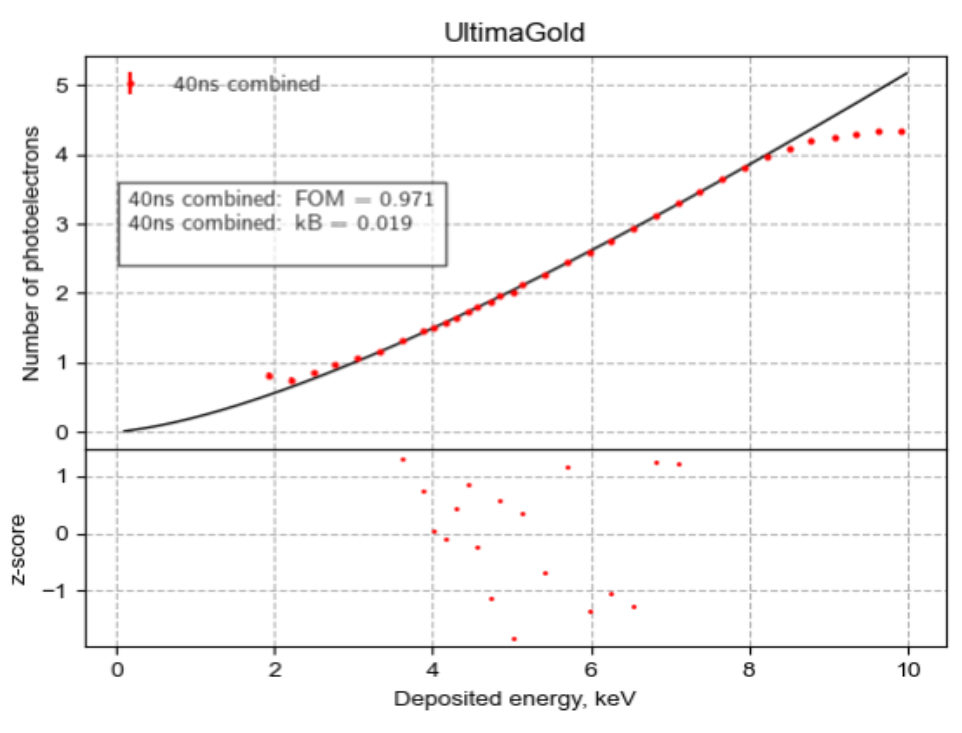 UltimaGold
5
4
3
2
1
0
Number of photoelectrons
40ns combined
40ns combined: FOM = 0.971
40ns combined: kB = 0.019
1
0
−1
z-score
0 2 4 6 8 10
Deposited energy, keV